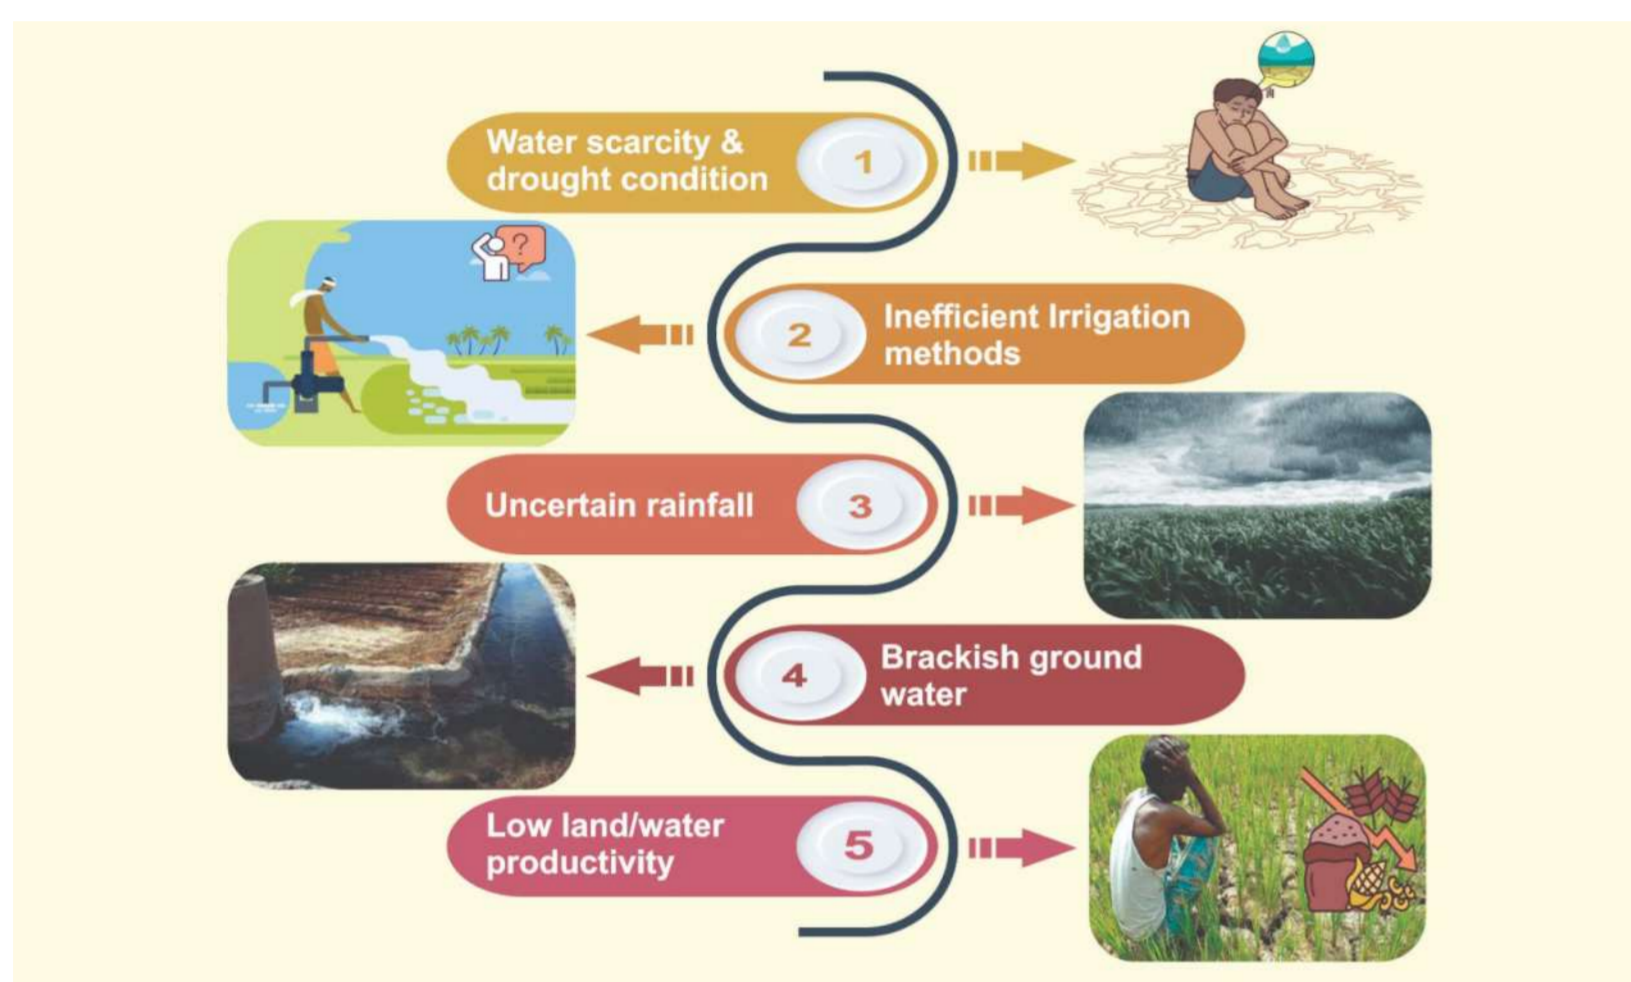 Water scarcity &
drought condition
1
?
2
Inefficient Irrigation
methods
Uncertain rainfall
3
4
Brackish ground
water
Low land/water
productivity
5